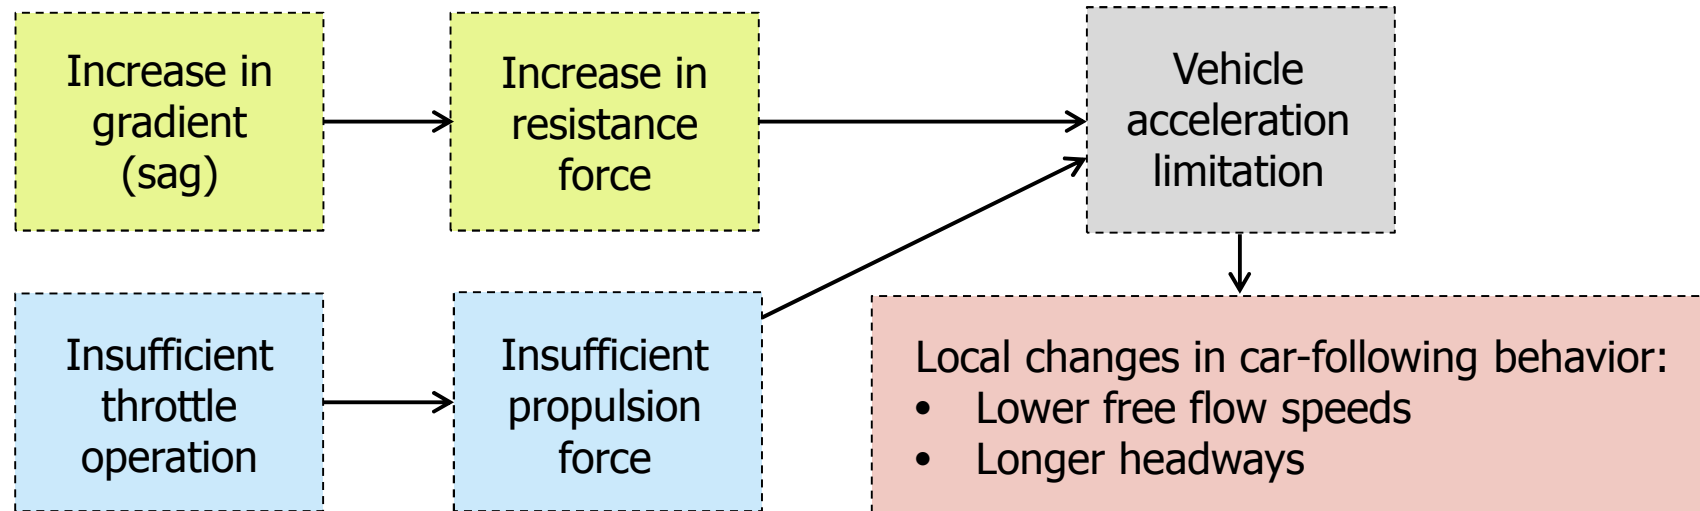 Increase in
gradient
(sag)
Increase in
resistance
force
Vehicle
acceleration
limitation
Insufficient
throttle
operation
Insufficient
propulsion
force
Local changes in car-following behavior:
• Lower free flow speeds
• Longer headways